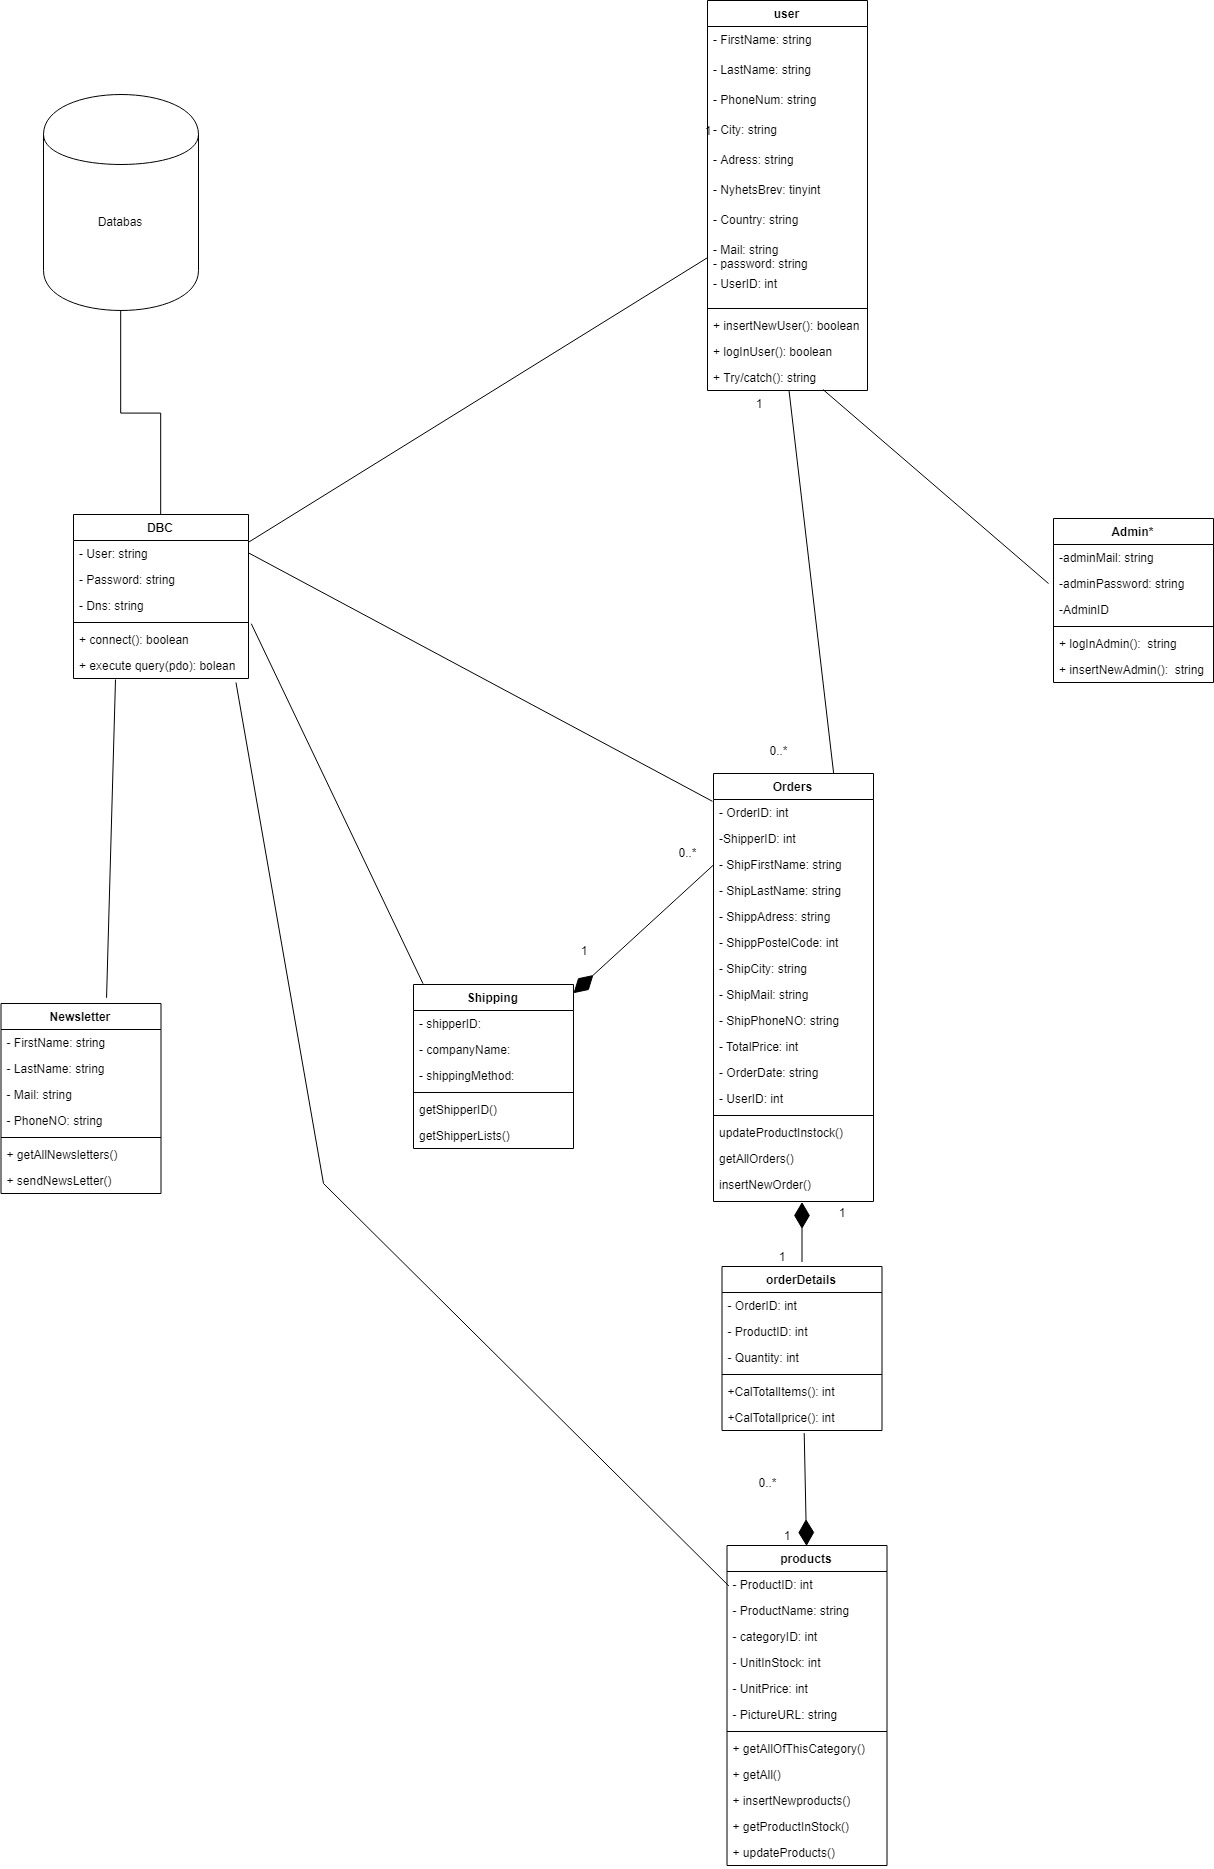 user
- FirstName: string
- LastName: string
- PhoneNum: string
1
- City: string
- Adress: string
- NyhetsBrev: tinyint
- Country: string
- Mail: string
- password: string
- UserID: int
+ insertNewUser(): boolean
+ logInUser(): boolean
+ Try/catch(): string
1
Databas
DBC
- User: string
- Password: string
- Dns: string
+ connect(): boolean
+ execute query(pdo): bolean
Admin*
-adminMail: string
-adminPassword: string
-AdminID
+ logInAdmin():  string
+ insertNewAdmin():  string
0..*
Orders
- OrderID: int
-ShipperID: int
- ShipFirstName: string
- ShipLastName: string
- ShippAdress: string
- ShippPostelCode: int
- ShipCity: string
- ShipMail: string
- ShipPhoneNO: string
- TotalPrice: int
- OrderDate: string
- UserID: int
updateProductInstock()
getAllOrders()
insertNewOrder()
0..*
1
Shipping
- shipperID:
- companyName:
- shippingMethod:
getShipperID()
getShipperLists()
Newsletter
- FirstName: string
- LastName: string
- Mail: string
- PhoneNO: string
+ getAllNewsletters()
+ sendNewsLetter()
1
1
orderDetails
- OrderID: int
- ProductID: int
- Quantity: int
+CalTotalItems(): int
+CalTotalIprice(): int
0..*
1
products
- ProductID: int
- ProductName: string
- categoryID: int
- UnitInStock: int
- UnitPrice: int
- PictureURL: string
+ getAllOfThisCategory()
+ getAll()
+ insertNewproducts()
+ getProductInStock()
+ updateProducts()